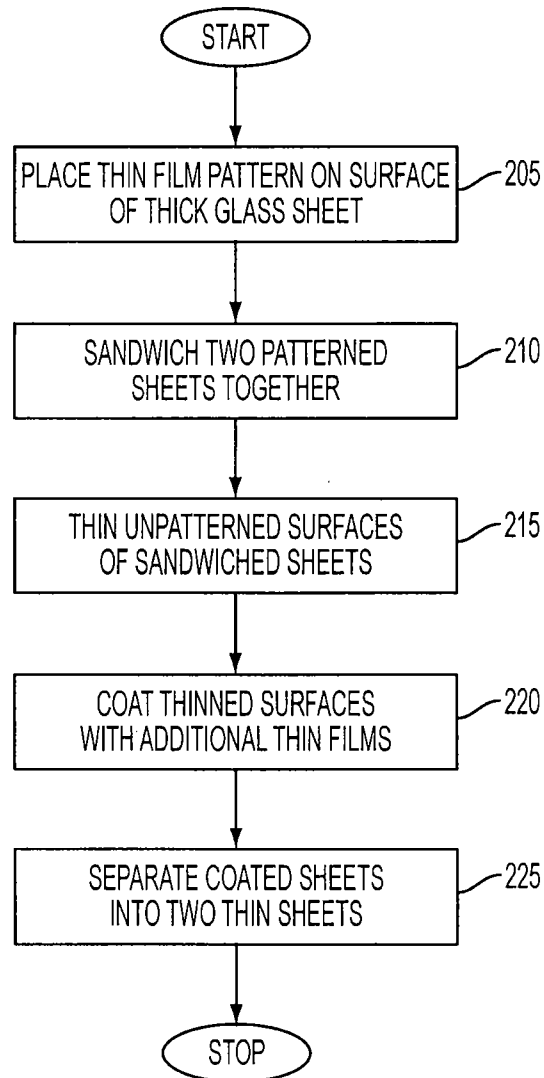 START
PLACE THIN FILM PATTERN ON SURFACE
OF THICK GLASS SHEET
205
SANDWICH TWO PATTERNED
SHEETS TOGETHER
210
THIN UNPATTERNED SURFACES
OF SANDWICHED SHEETS
215
COAT THINNED SURFACES
WITH ADDITIONAL THIN FILMS
220
SEPARATE COATED SHEETS
INTO TWO THIN SHEETS
225
STOP